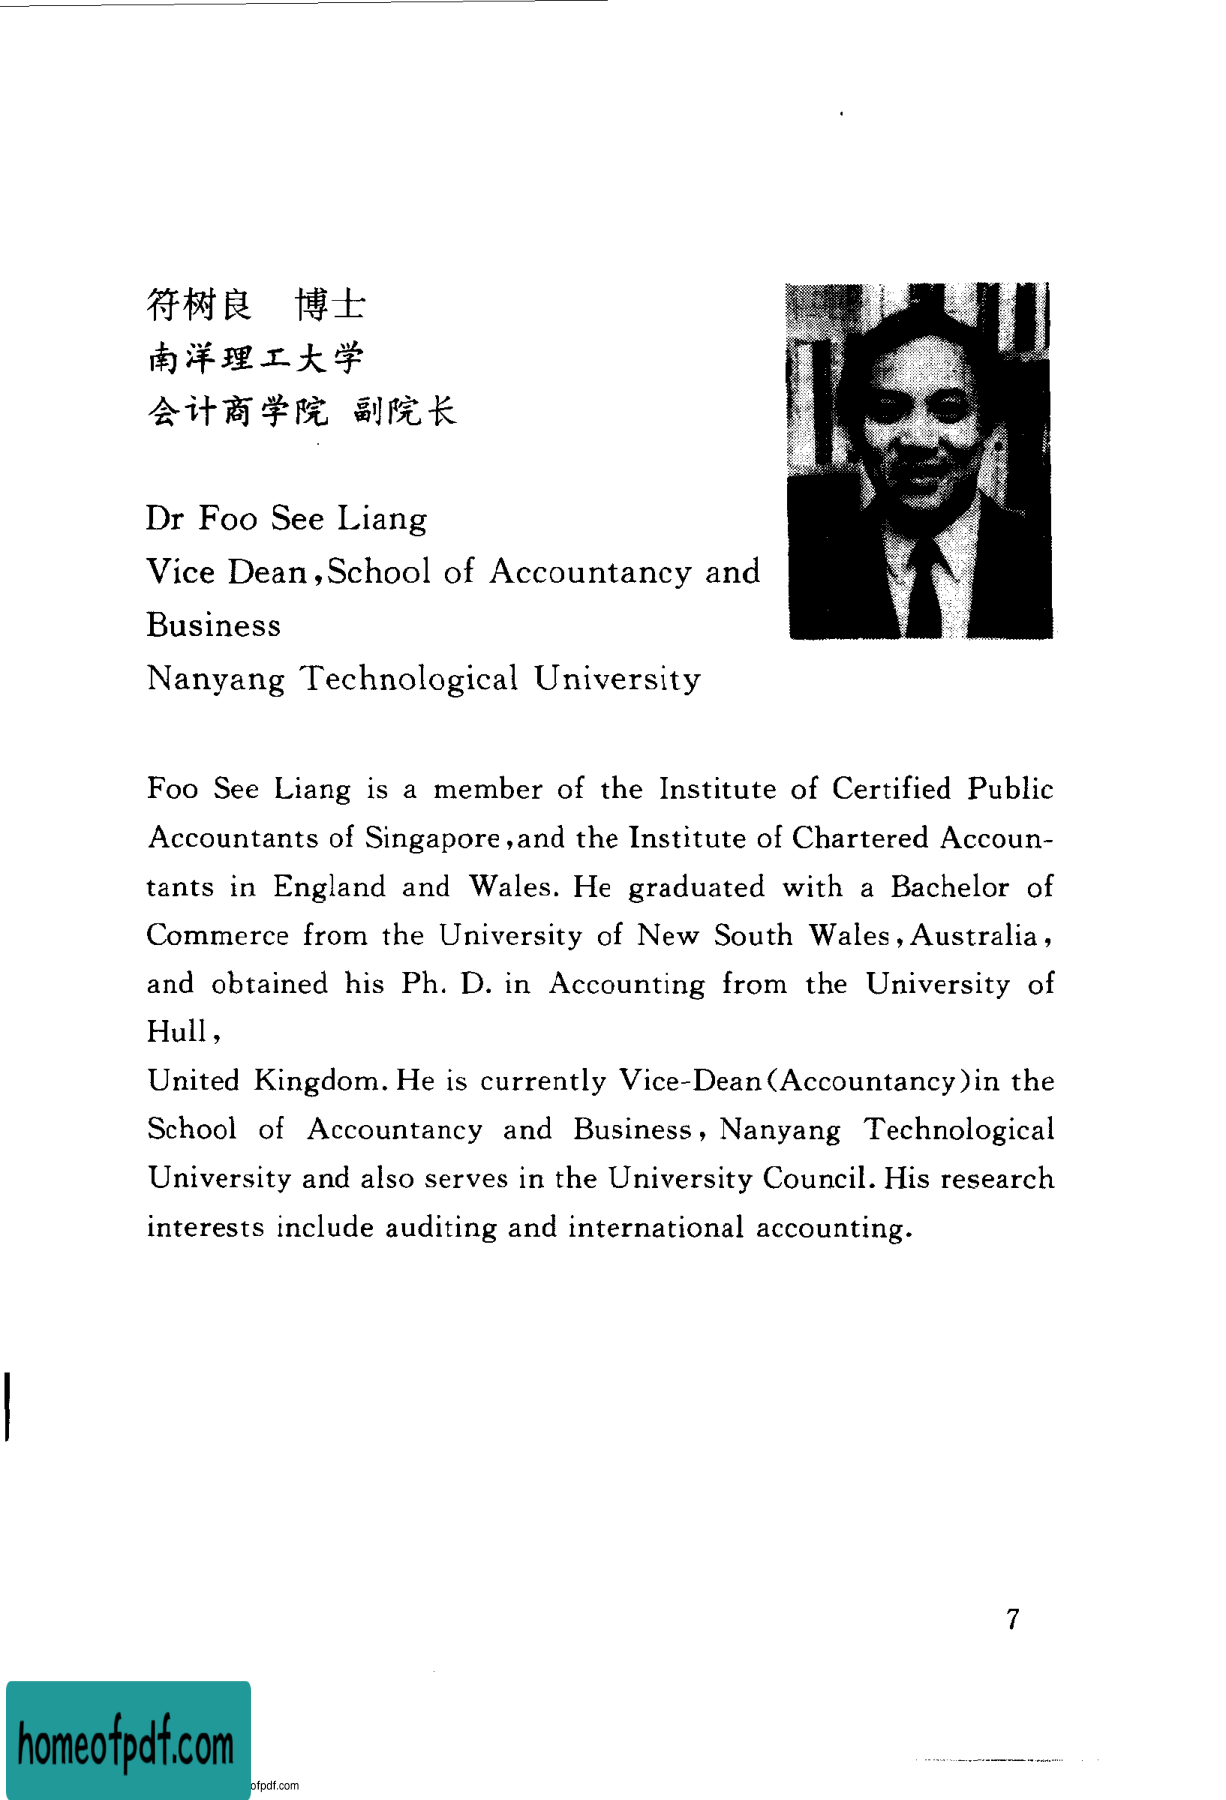 符树良 博士
南洋理工大学
会计商学院 副院长
Dr Foo See Liang
Vice Dean,School of Accountancy and
Business
Nanyang Technological University
Foo See Liang is a member of the Institute of Certified Public
Accountants of Singapore,and the Institute of Chartered Accoun-
tants in England and Wales. He graduated with a Bachelor of
Commerce from the University of New South Wales,Australia,
and obtained his Ph. D. in Accounting from the University of
Hull,
United Kingdom. He is currently Vice-Dean(Accountancy)in the
School of Accountancy and Business, Nanyang Technological
University and also serves in the University Council. His research
interests include auditing and international accounting.
7
homeofpdf.com
ofpdf.com